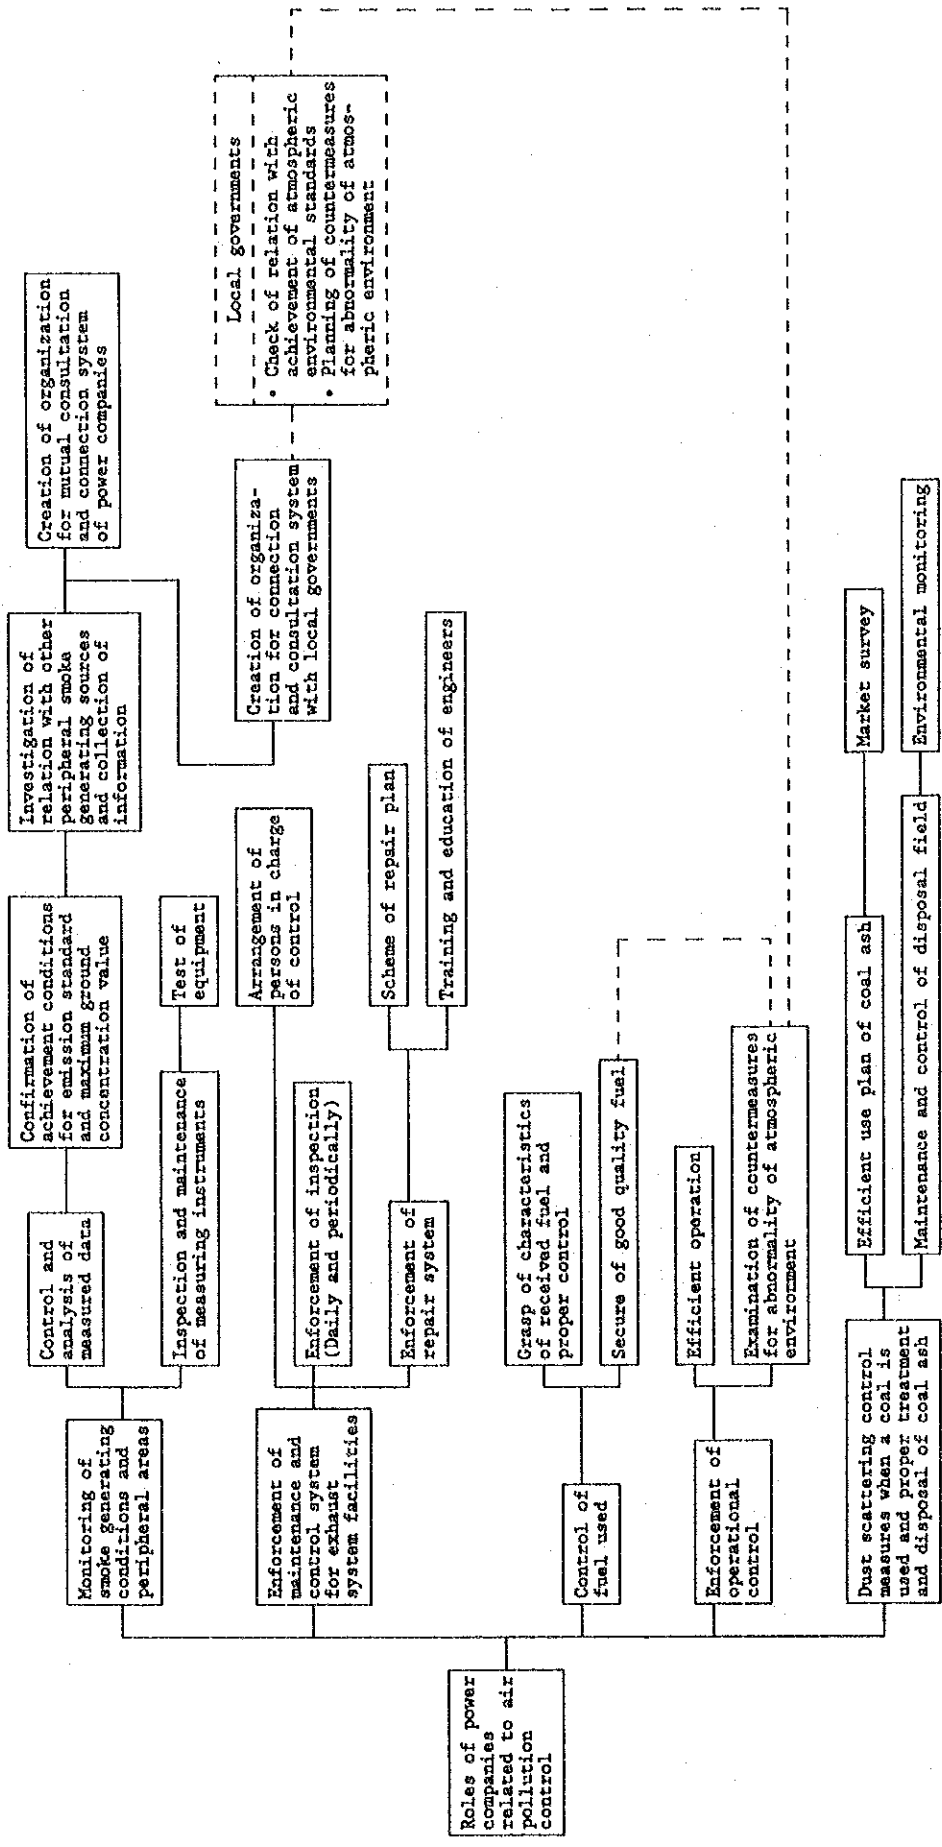 Roles of power
companies
related to air
pollution
control
Monitoring of
smoke generating
conditions and
peripheral areas
Control and
analysis of
measured data
Confirmation of
achievement conditions
for emission standard
and maximum ground
concentration value
Investigation of
relation with other
peripheral smoke
generating sources
and collection of
information
Creation of organization
for mutual consultation
and connection system
of power companies
Inspection and maintenance
of measuring instruments
Test of
equipment
Creation of organiza-
tion for connection
and consultation system
with local governments
Local governments
• Check of relation with
achievement of atmospheric
environmental standards
• Planning of countermeasures
for abnormality of atmos-
pheric environment
Enforcement of
maintenance and
control system
for exhaust
system facilities
Arrangement of
persons in charge
of control
Enforcement of inspection
(Daily and periodically)
Enforcement of
repair system
Scheme of repair plan
Training and education of engineers
Control of
fuel used
Grasp of characteristics
of received fuel and
proper control
Secure of good quality fuel
Enforcement of
operational
control
Efficient operation
Examination of countermeasures
for abnormality of atmospheric
environment
Dust scattering control
measures when a coal is
used and proper treatment
and disposal of coal ash
Efficient use plan of coal ash
Market survey
Maintenance and control of disposal field
Environmental monitoring